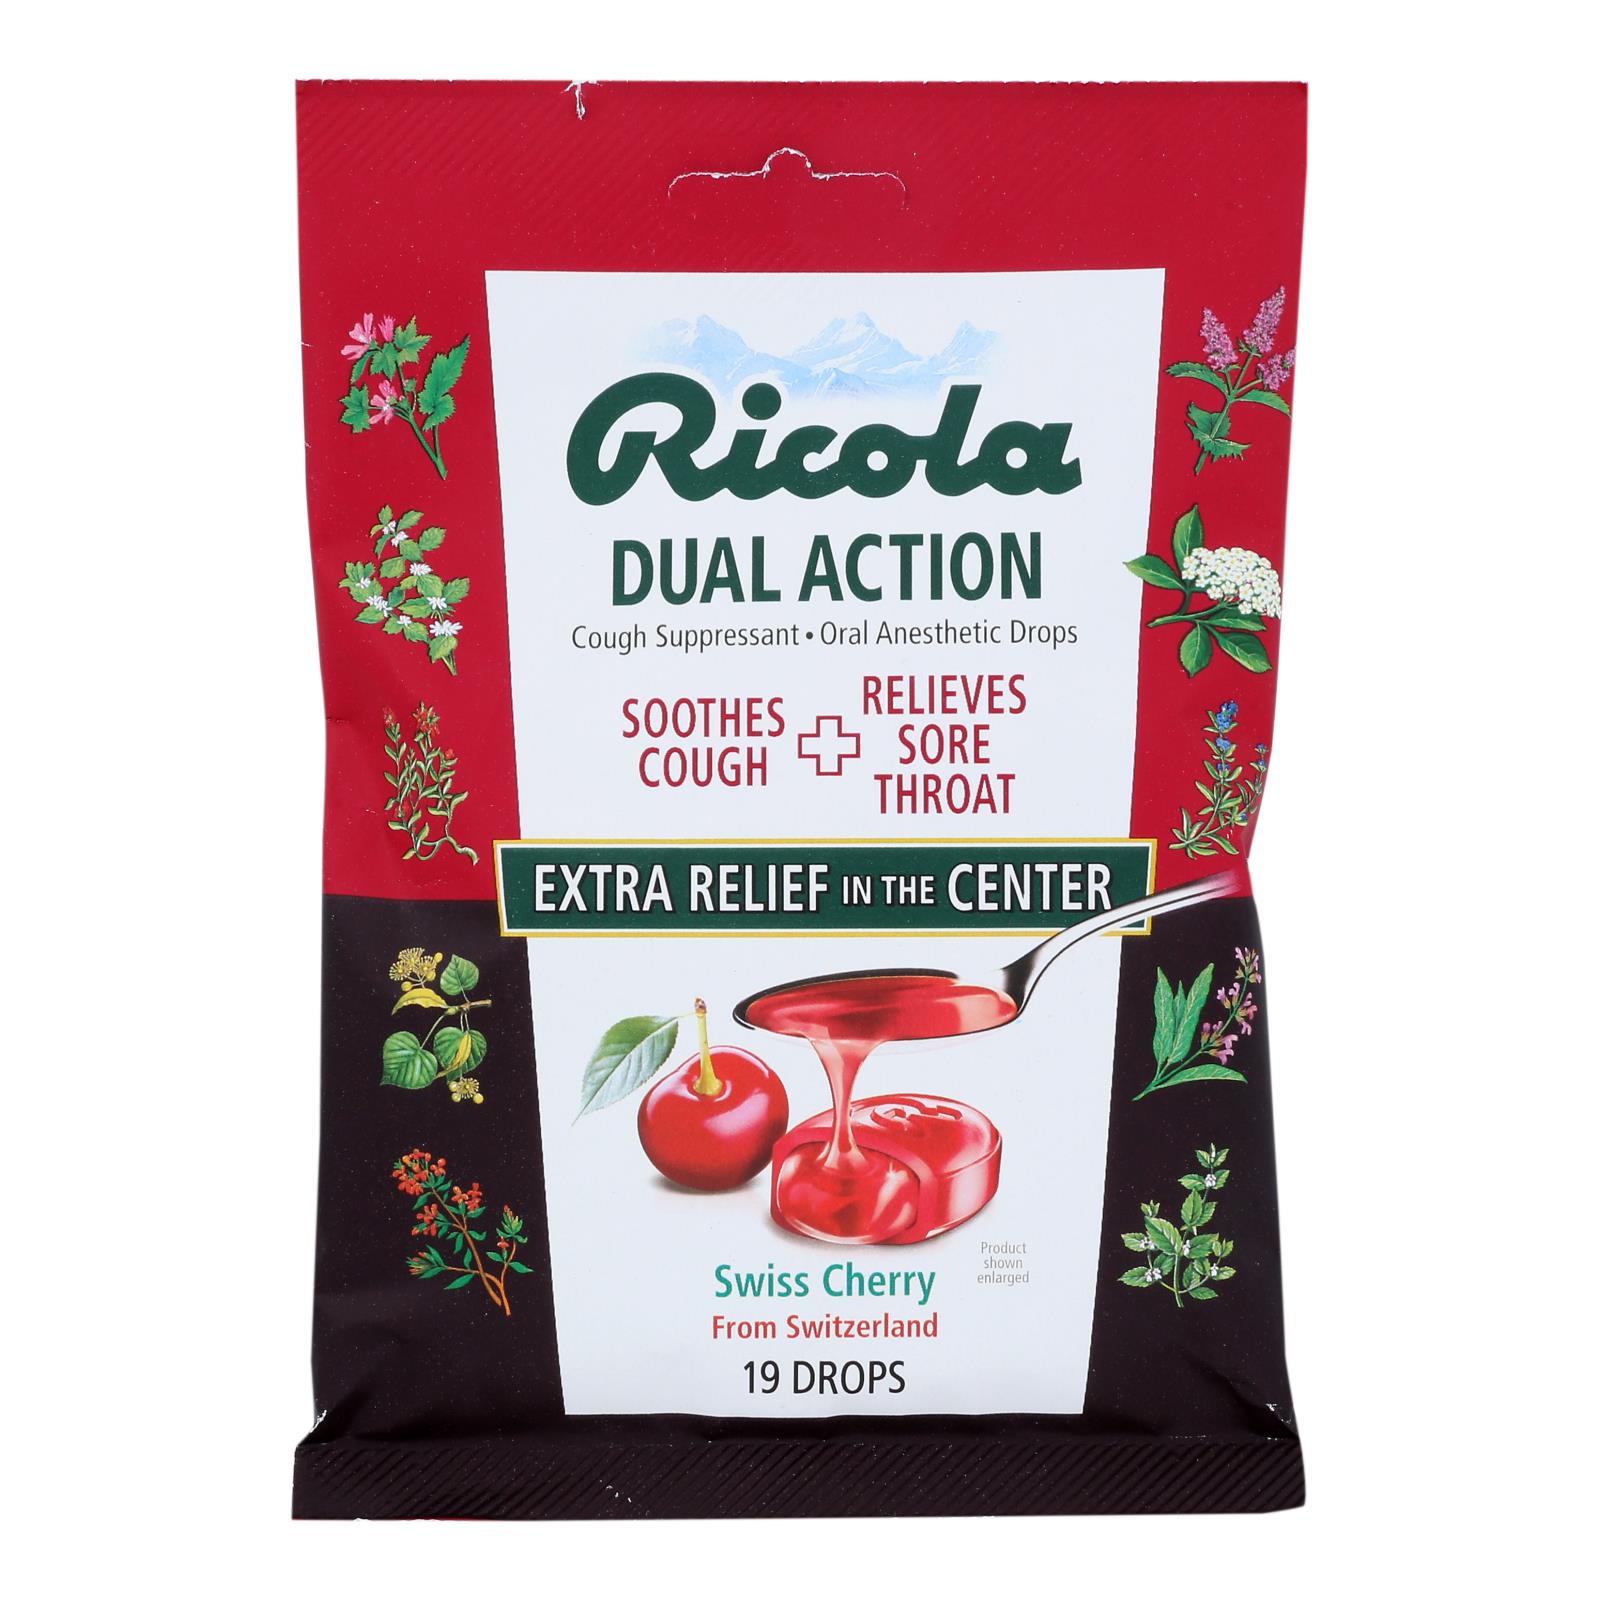 Ricola
DUAL ACTION
Cough Suppressant • Oral Anesthetic Drops
SOOTHES
COUGH
RELIEVES
SORE
THROAT
EXTRA RELIEF IN THE CENTER
Product
shown
enlarged
Swiss Cherry
From Switzerland
19 DROPS